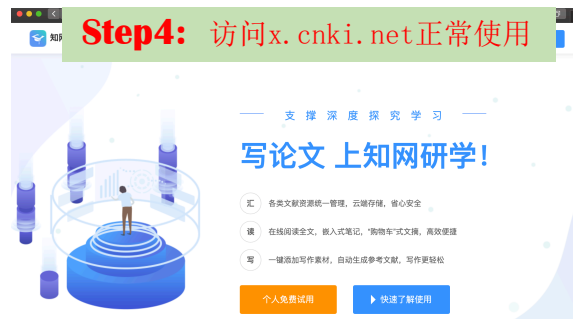 Step4: 访问x.cnki.net正常使用
知网
支撑深度探究学习
写论文 上知网研学!
汇 各类文献资源统一管理，云端存储，省心安全
读 在线阅读全文，嵌入式笔记，“购物车”式文摘，高效便捷
写 一键添加写作素材，自动生成参考文献，写作更轻松
个人免费试用
快速了解使用